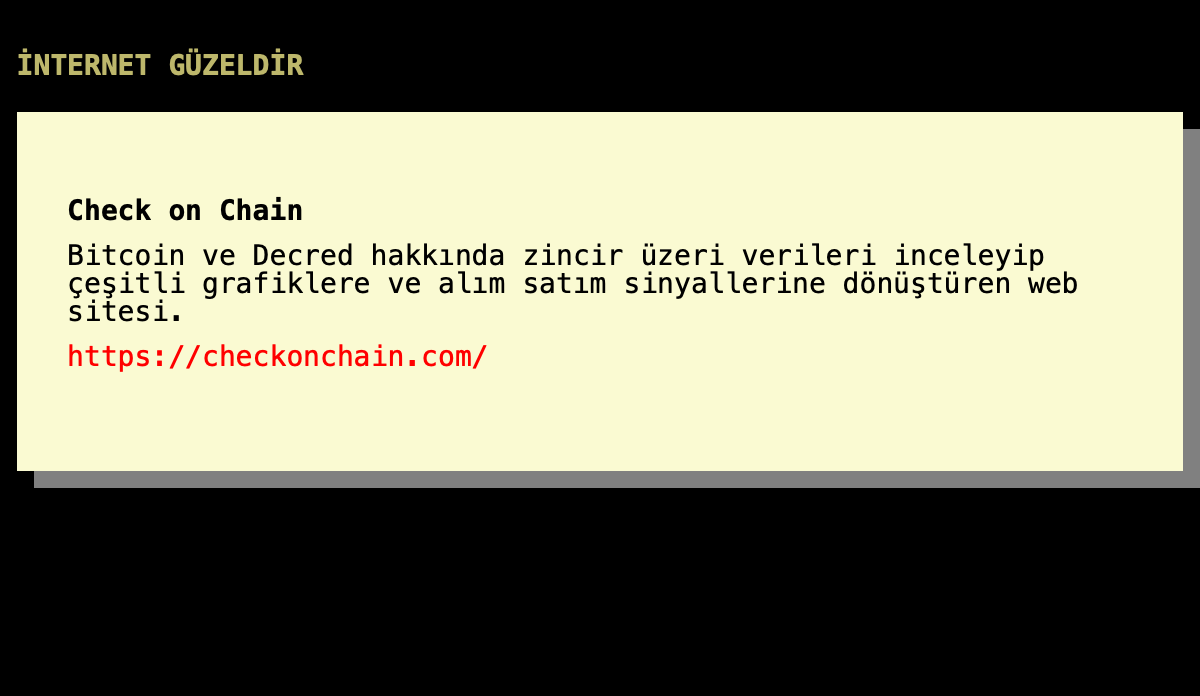 İNTERNET GÜZELDİR
Check on Chain
Bitcoin ve Decred hakkında zincir üzeri verileri inceleyip
çeşitli grafiklere ve alım satım sinyallerine dönüştüren web
sitesi.
https://checkonchain.com/